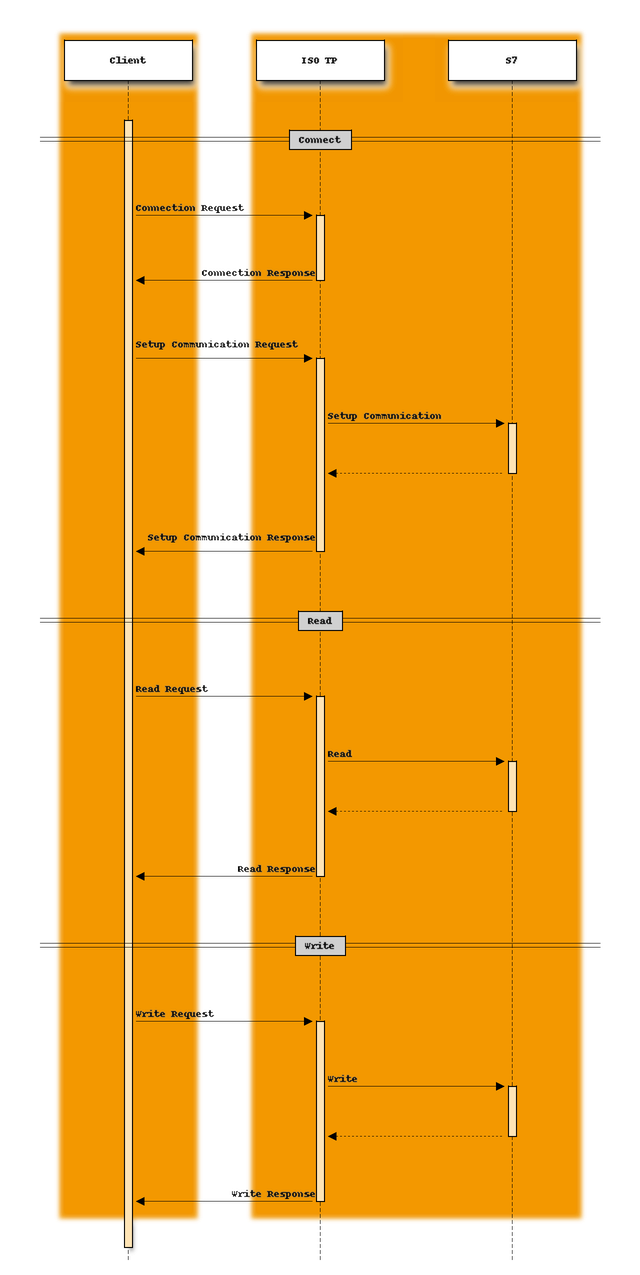 Client
ISO TP
S7
Connect
Connection Request
Connection Response
Setup Communication Request
Setup Communication
Setup Communication Response
Read
Read Request
Read
Read Response
Write
Write Request
Write
Write Response